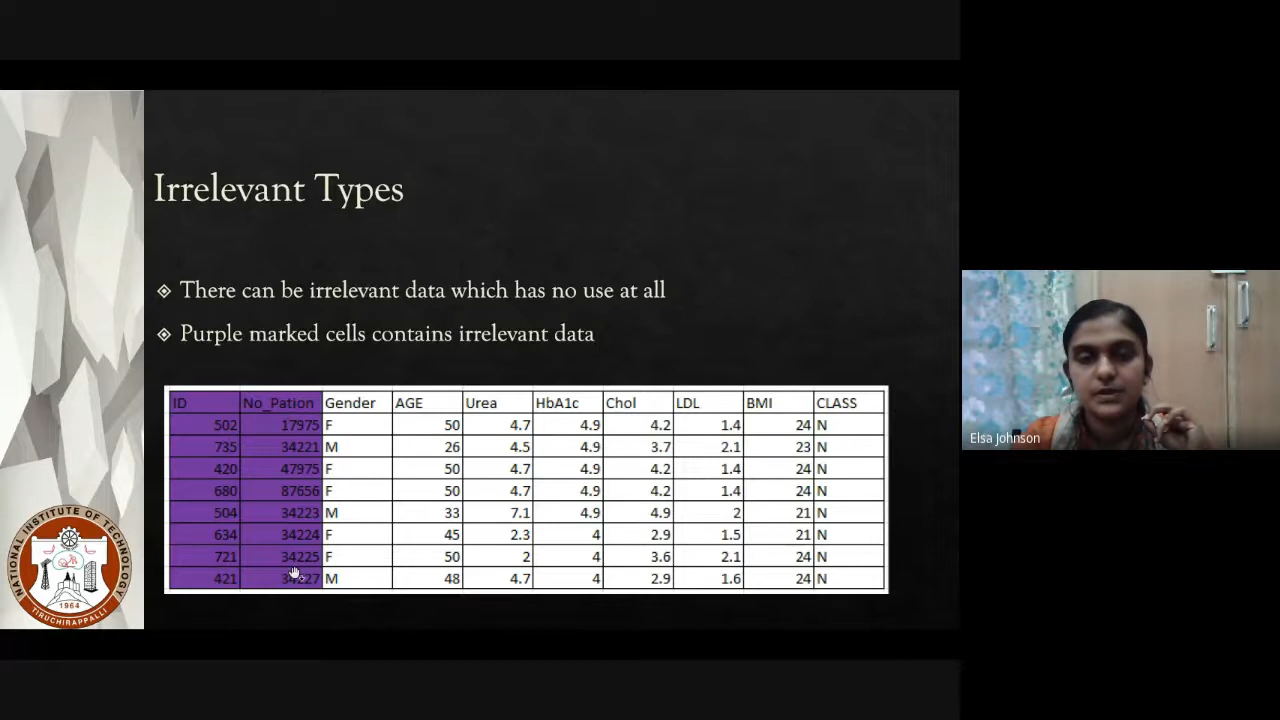 Irrelevant Types
There can be irrelevant data which has no use at all
Purple marked cells contains irrelevant data
ID No_Pation Gender AGE Urea HbA1c Chol LDL BMI CLASS
502 17975 F 50 4.7 4.9 4.2 1.4 24 N
735 34221 M 26 4.5 4.9 3.7 2.1 23 N
420 47975 F 50 4.7 4.9 4.2 1.4 24 N
680 87656 F 50 4.7 4.9 4.2 1.4 24 N
504 34223 M 33 7.1 4.9 4.9 2 21 N
634 34224 F 45 2.3 4 2.9 1.5 21 N
721 34225 F 50 2 4 3.6 2.1 24 N
421 34227 M 48 4.7 4 2.9 1.6 24 N
NATIONAL INSTITUTE OF TECHNOLOGY
1964
TIRUCHIRAPPALLI
Elsa Johnson